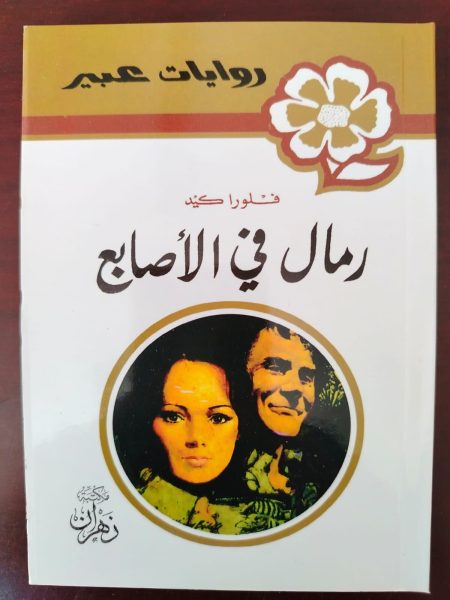 روايات عبير
فلورا كيد
رمال في الأصابع
مكتبة
زهران